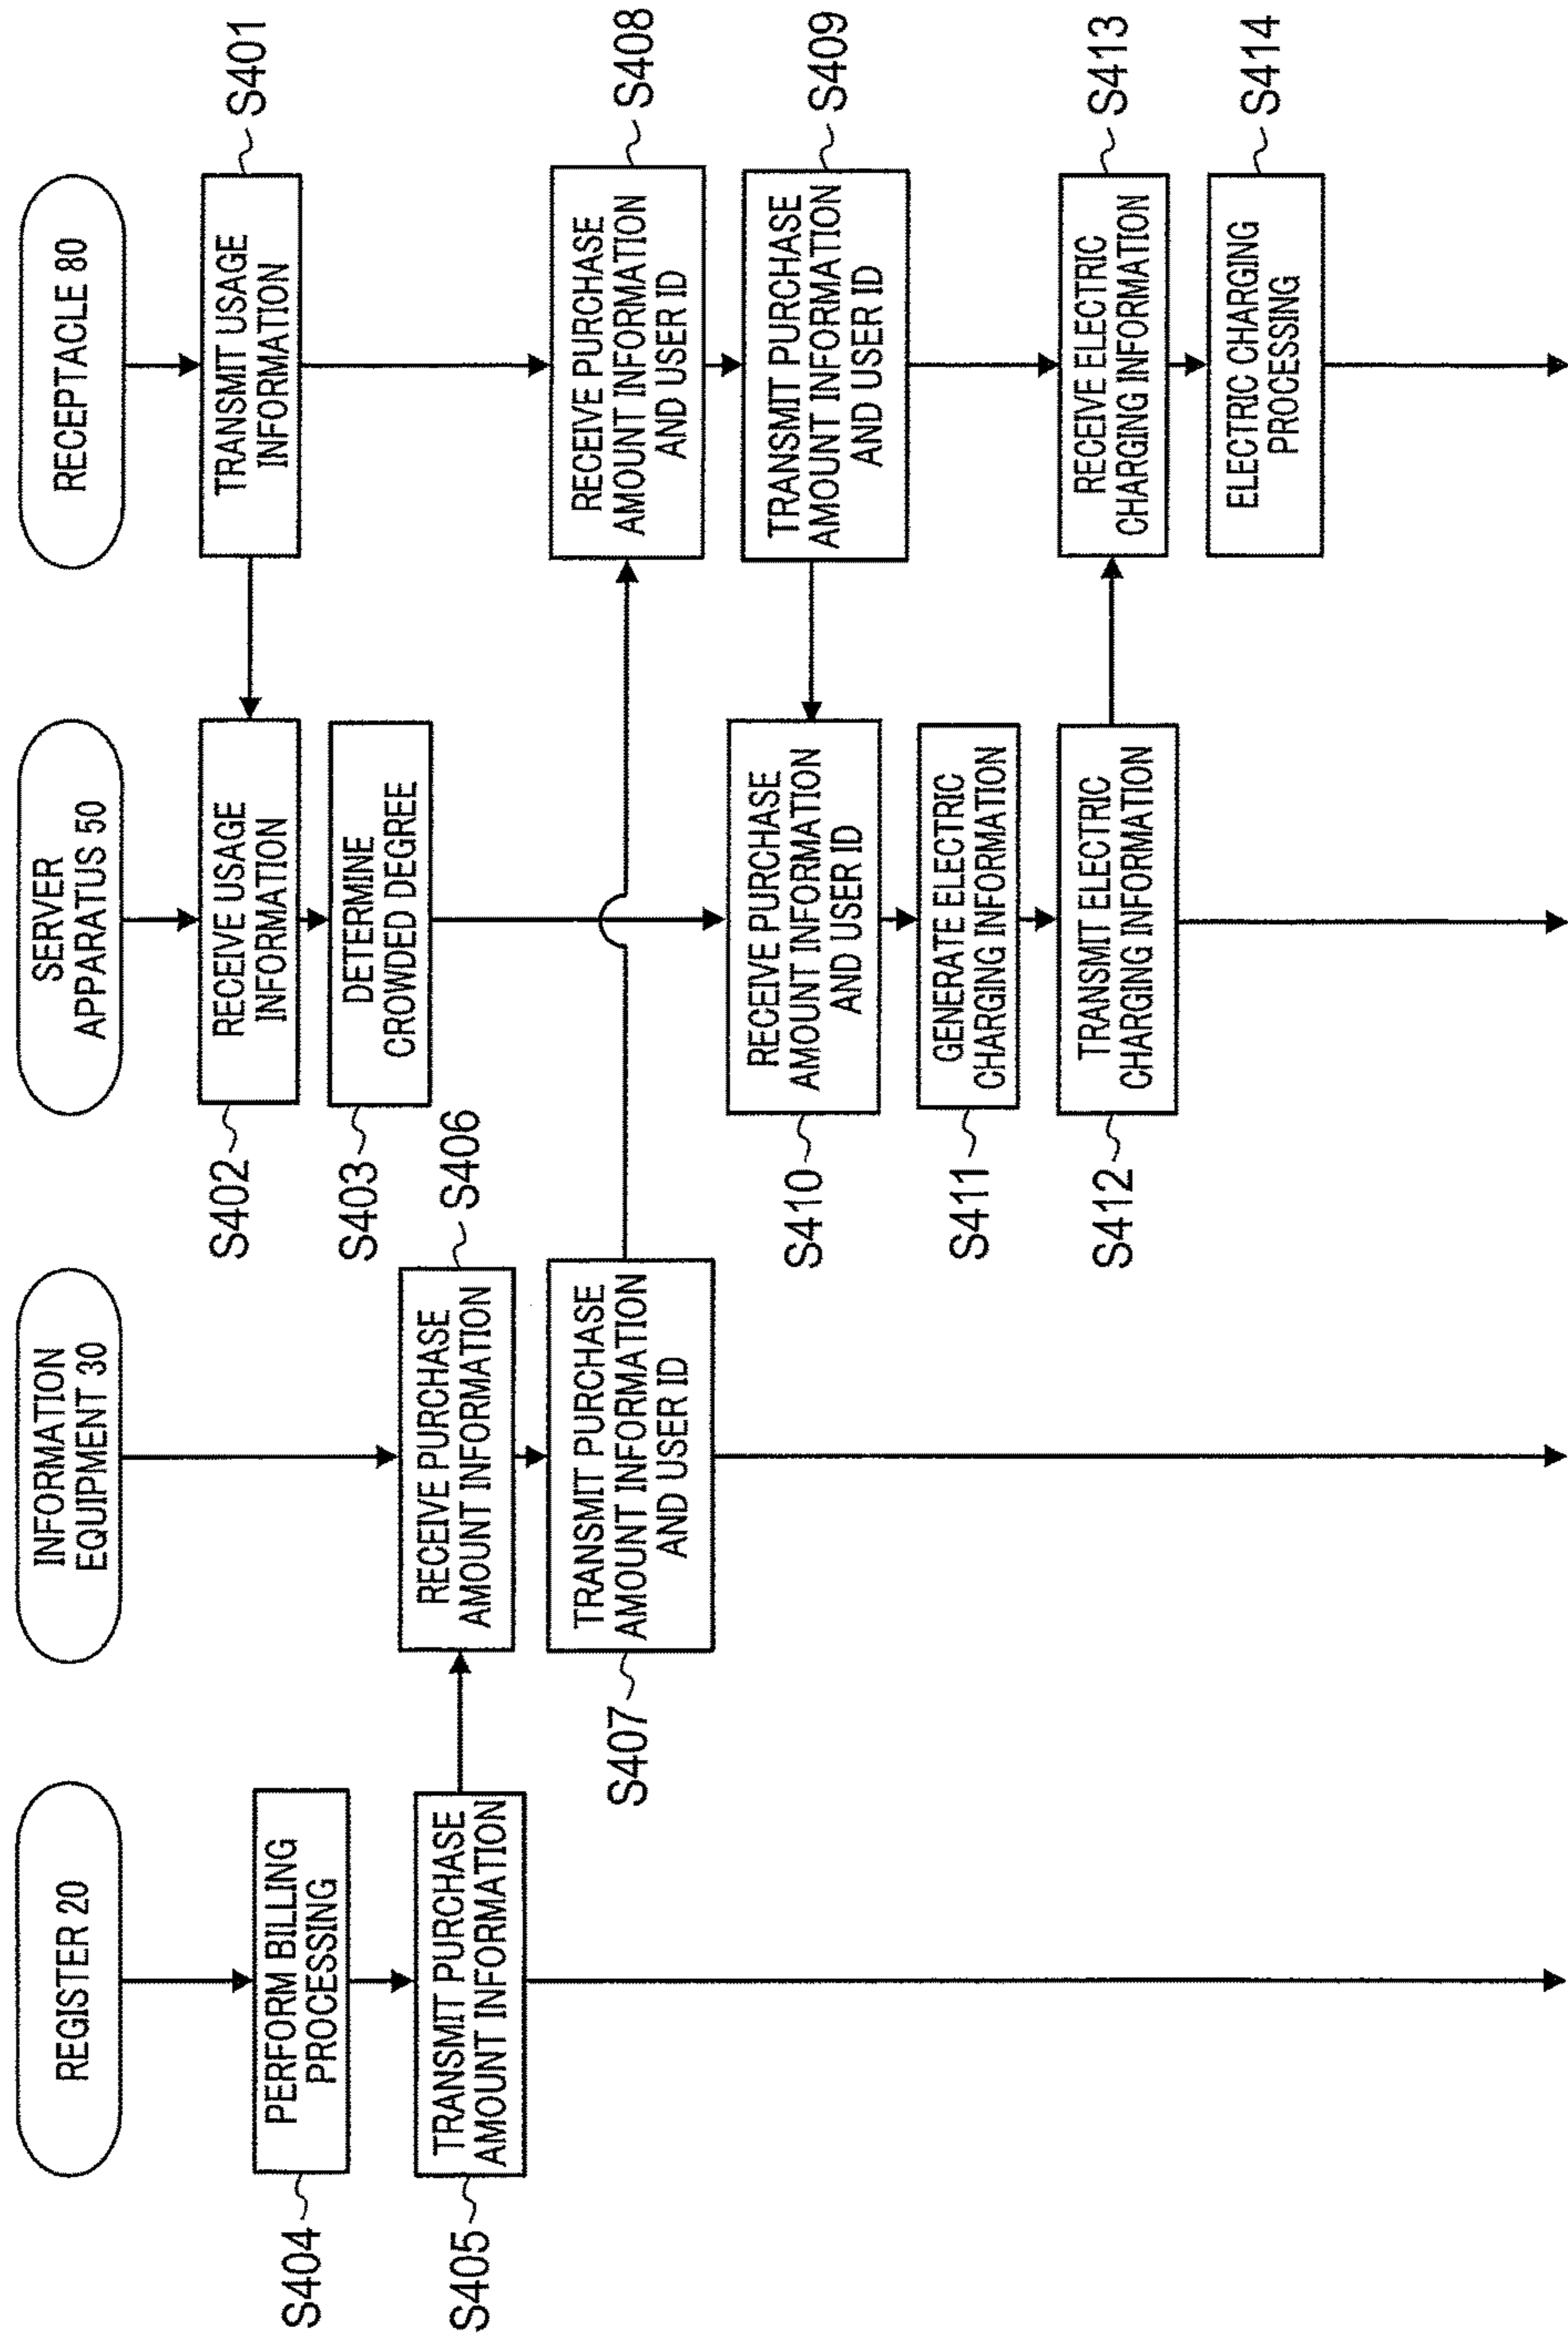 REGISTER 20
INFORMATION
EQUIPMENT 30
SERVER
APPARATUS 50
RECEPTACLE 80
TRANSMIT USAGE
INFORMATION
S401
RECEIVE USAGE
INFORMATION
S402
DETERMINE
CROWDED DEGREE
S403
PERFORM BILLING
PROCESSING
S404
TRANSMIT PURCHASE
AMOUNT INFORMATION
S405
RECEIVE PURCHASE
AMOUNT INFORMATION
S406
TRANSMIT PURCHASE
AMOUNT INFORMATION
AND USER ID
S407
RECEIVE PURCHASE
AMOUNT INFORMATION
AND USER ID
S408
TRANSMIT PURCHASE
AMOUNT INFORMATION
AND USER ID
S409
RECEIVE PURCHASE
AMOUNT INFORMATION
AND USER ID
S410
GENERATE ELECTRIC
CHARGING INFORMATION
S411
TRANSMIT ELECTRIC
CHARGING INFORMATION
S412
RECEIVE ELECTRIC
CHARGING INFORMATION
S413
ELECTRIC CHARGING
PROCESSING
S414